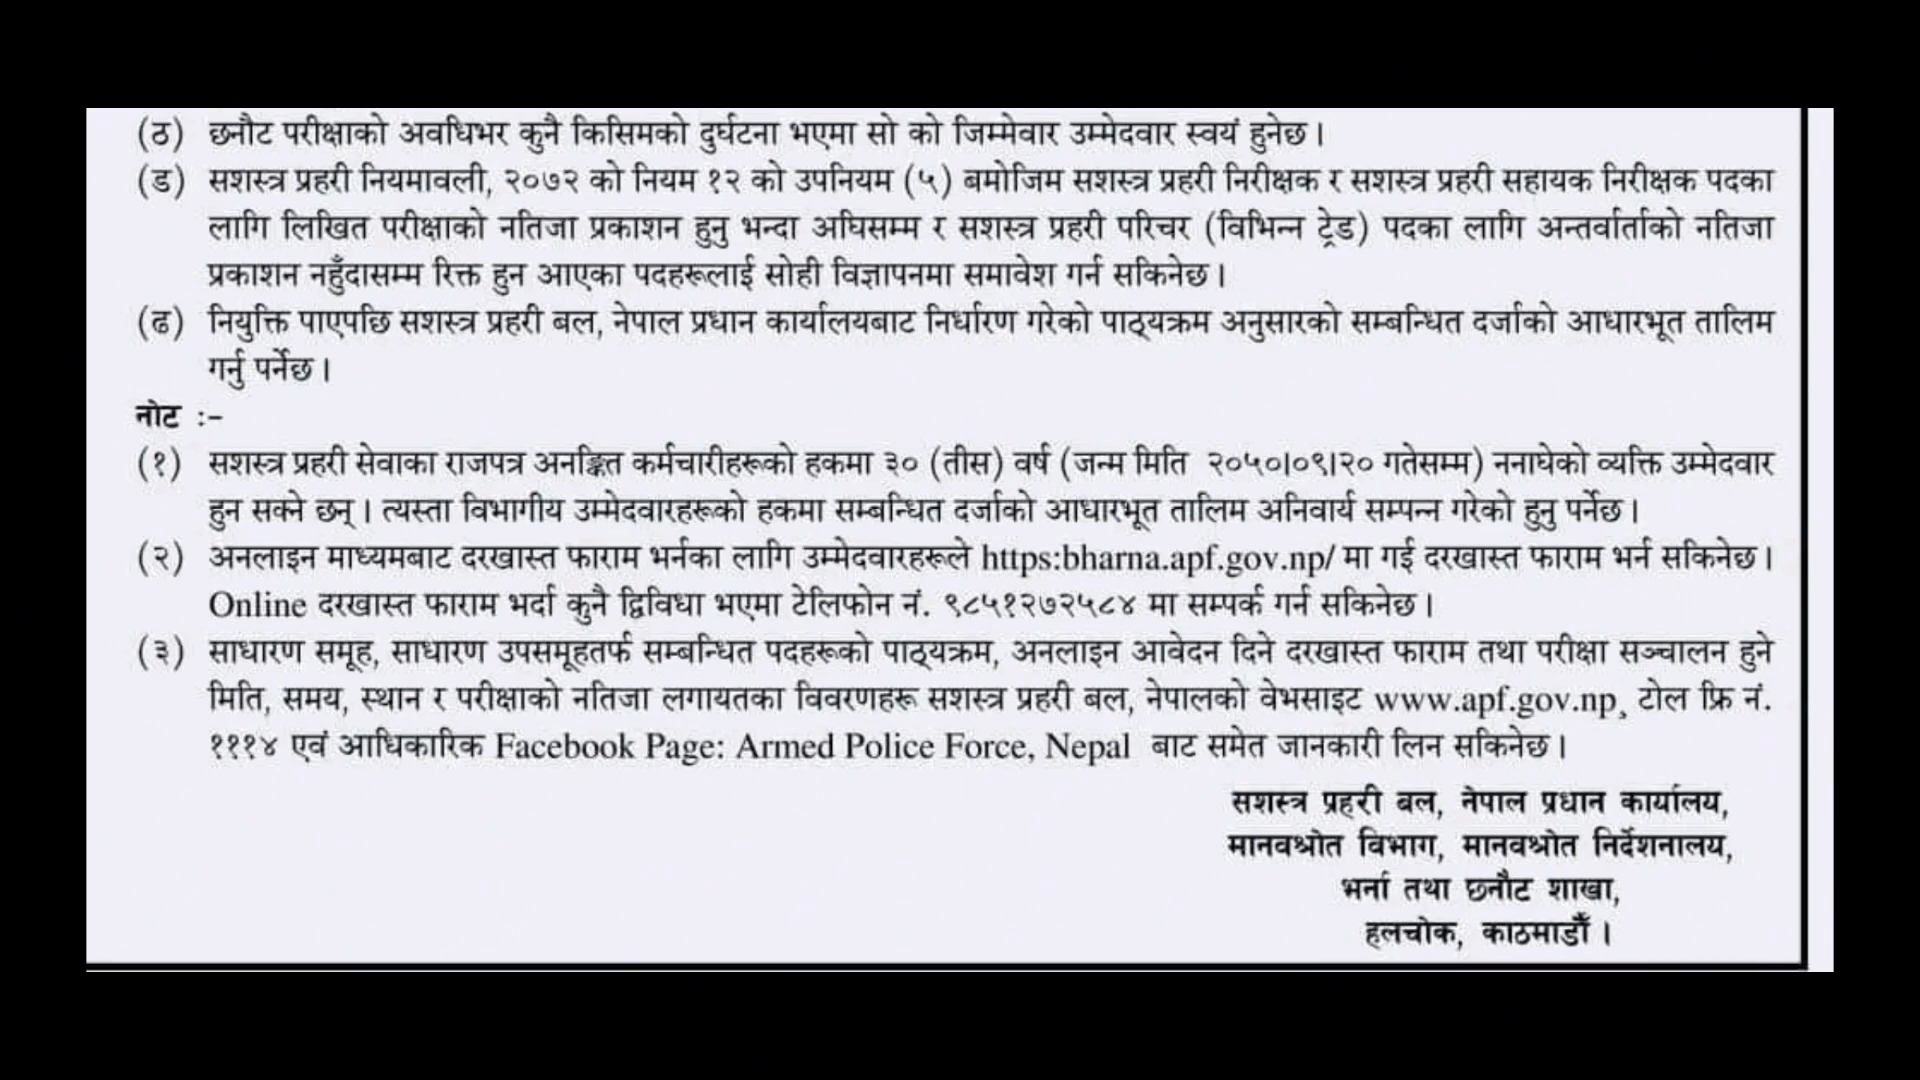 (ठ) छनौट परीक्षाको अवधिभर कुनै किसिमको दुर्घटना भएमा सो को जिम्मेवार उम्मेदवार स्वयं हुनेछ।
(ड) सशस्त्र प्रहरी नियमावली, २०७२ को नियम १२ को उपनियम (५) बमोजिम सशस्त्र प्रहरी निरीक्षक र सशस्त्र प्रहरी सहायक निरीक्षक पदका
लागि लिखित परीक्षाको नतिजा प्रकाशन हुनु भन्दा अघिसम्म र सशस्त्र प्रहरी परिचर (विभिन्न ट्रेड) पदका लागि अन्तर्वार्ताको नतिजा
प्रकाशन नहुँदासम्म रिक्त हुन आएका पदहरूलाई सोही विज्ञापनमा समावेश गर्न सकिनेछ।
(ढ) नियुक्ति पाएपछि सशस्त्र प्रहरी बल, नेपाल प्रधान कार्यालयबाट निर्धारण गरेको पाठ्यक्रम अनुसारको सम्बन्धित दर्जाको आधारभूत तालिम
गर्नु पर्नेछ।
नोट :–
(१) सशस्त्र प्रहरी सेवाका राजपत्र अनङ्कित कर्मचारीहरूको हकमा ३० (तीस) वर्ष (जन्म मिति २०५०।०९।२० गतेसम्म) ननाघेको व्यक्ति उम्मेदवार
हुन सक्ने छन्। त्यस्ता विभागीय उम्मेदवारहरूको हकमा सम्बन्धित दर्जाको आधारभूत तालिम अनिवार्य सम्पन्न गरेको हुनु पर्नेछ।
(२) अनलाइन माध्यमबाट दरखास्त फाराम भर्नका लागि उम्मेदवारहरूले https:bharna.apf.gov.np/ मा गई दरखास्त फाराम भर्न सकिनेछ।
Online दरखास्त फाराम भर्दा कुनै द्विविधा भएमा टेलिफोन नं. ९८५१२७२५८४ मा सम्पर्क गर्न सकिनेछ।
(३) साधारण समूह, साधारण उपसमूहतर्फ सम्बन्धित पदहरूको पाठ्यक्रम, अनलाइन आवेदन दिने दरखास्त फाराम तथा परीक्षा सञ्चालन हुने
मिति, समय, स्थान र परीक्षाको नतिजा लगायतका विवरणहरू सशस्त्र प्रहरी बल, नेपालको वेभसाइट www.apf.gov.np, टोल फ्रि नं.
१११४ एवं आधिकारिक Facebook Page: Armed Police Force, Nepal बाट समेत जानकारी लिन सकिनेछ।
सशस्त्र प्रहरी बल, नेपाल प्रधान कार्यालय,
मानवश्रोत विभाग, मानवश्रोत निर्देशनालय,
भर्ना तथा छनौट शाखा,
हलचोक, काठमाडौँ।